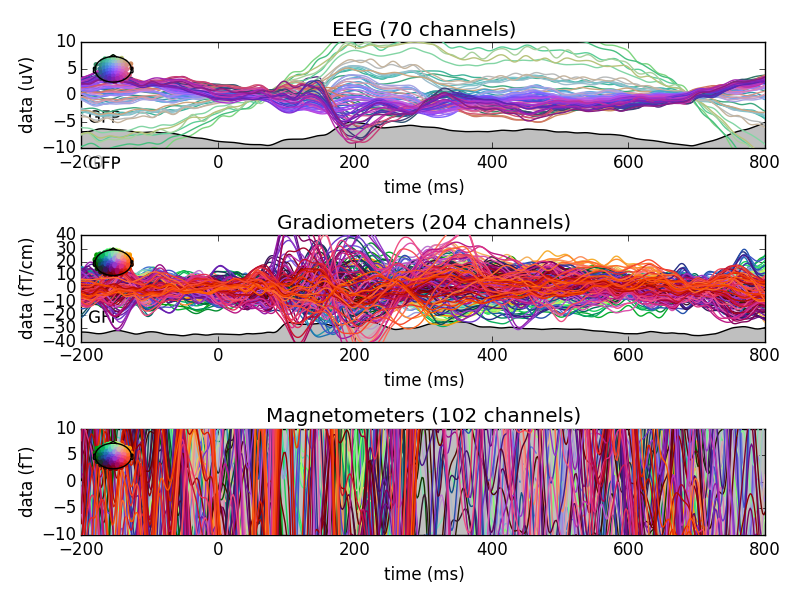 EEG (70 channels)
data (uV)
10
5
0
−5
−10
GFP
GFP
−200 0 200 400 600 800
time (ms)
Gradiometers (204 channels)
data (fT/cm)
40
30
20
10
0
−10
−20
−30
−40
GFP
−200 0 200 400 600 800
time (ms)
Magnetometers (102 channels)
data (fT)
10
5
0
−5
−10
−200 0 200 400 600 800
time (ms)